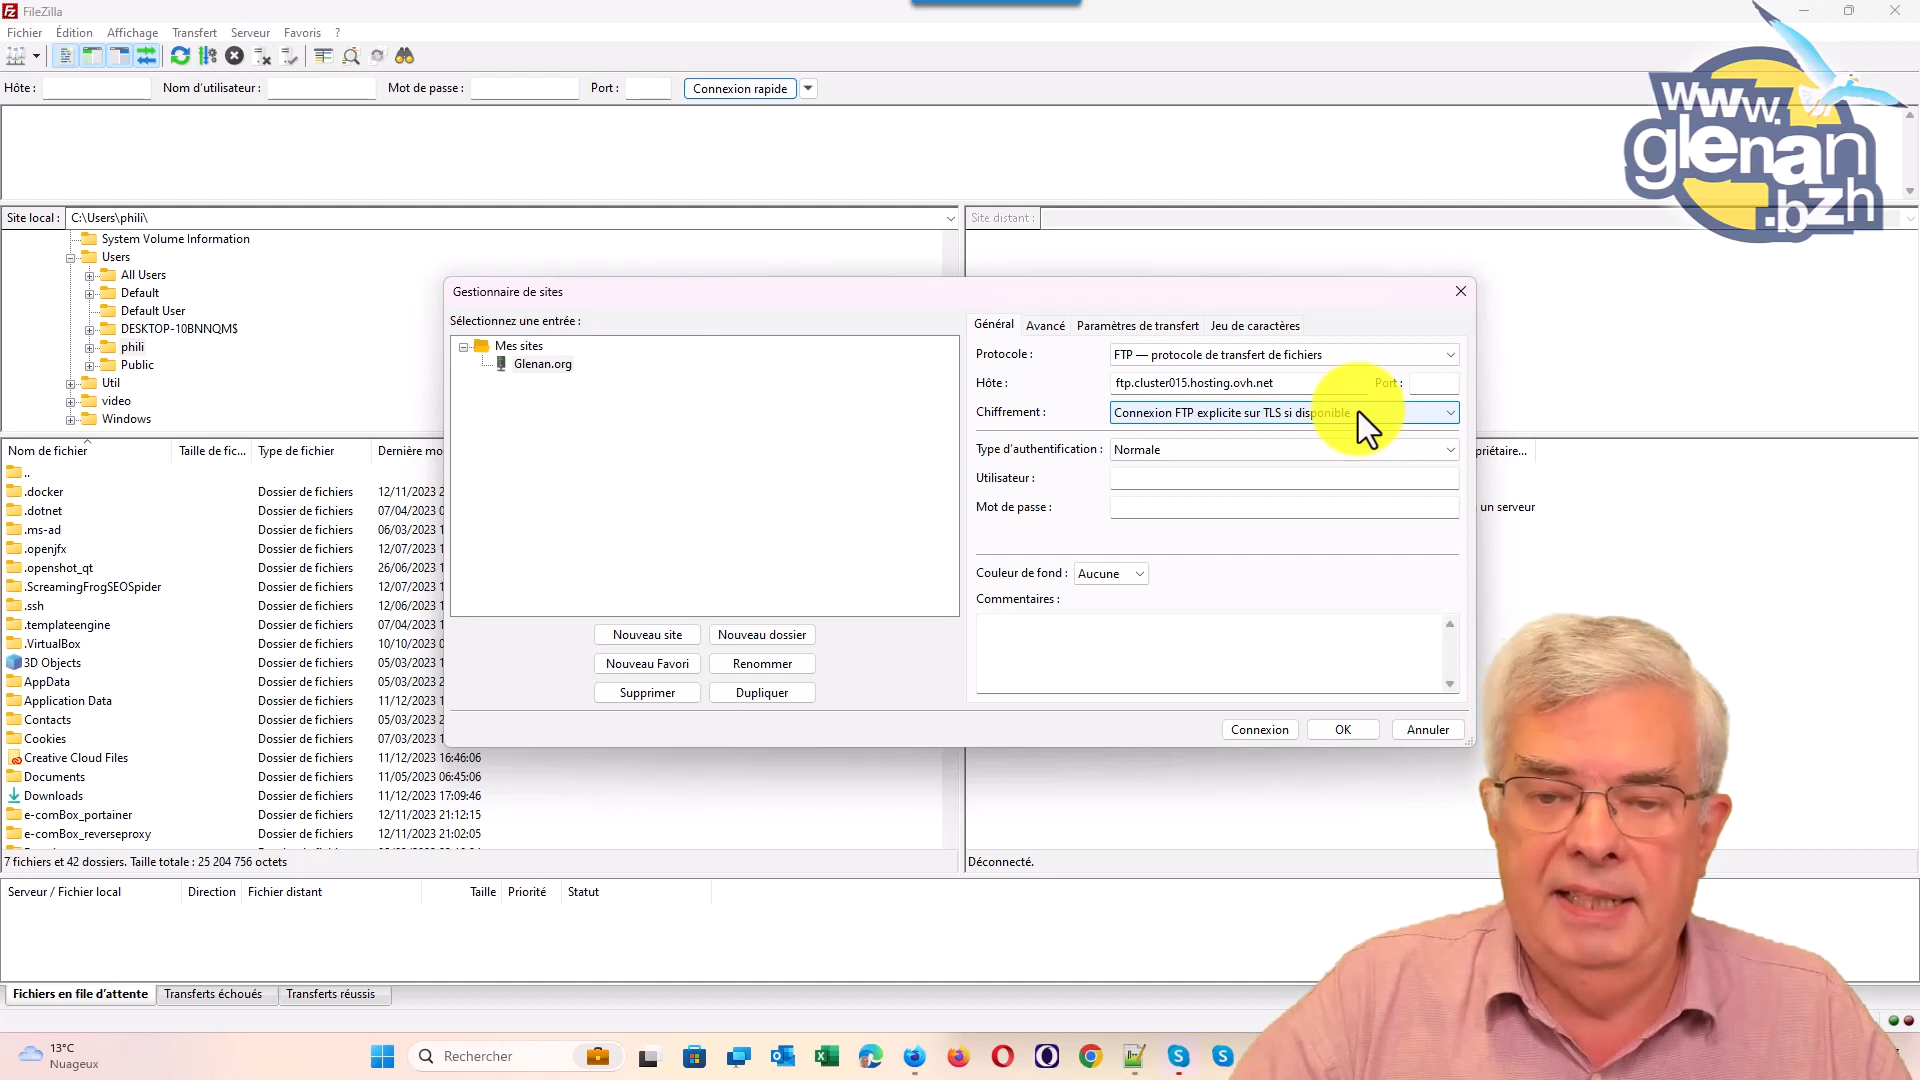 FileZilla
Fichier Édition Affichage Transfert Serveur Favoris ?
Hôte : Nom d'utilisateur : Mot de passe : Port : Connexion rapide
www.
glenan
.bzh
Site local : C:\Users\phili\
Site distant :
System Volume Information
Users
All Users
Default
Default User
DESKTOP-10BNNQM$
phili
Public
Util
video
Windows
Gestionnaire de sites
Sélectionnez une entrée :
Mes sites
Glenan.org
Nouveau site Nouveau dossier
Nouveau Favori Renommer
Supprimer Dupliquer
Général Avancé Paramètres de transfert Jeu de caractères
Protocole : FTP — protocole de transfert de fichiers
Hôte : ftp.cluster015.hosting.ovh.net Port :
Chiffrement : Connexion FTP explicite sur TLS si disponible
Type d'authentification : Normale
Utilisateur :
Mot de passe :
Couleur de fond : Aucune
Commentaires :
Connexion OK Annuler
Nom de fichier Taille de fic... Type de fichier Dernière mo
priétaire...
un serveur
..
.docker Dossier de fichiers 12/11/2023 2
.dotnet Dossier de fichiers 07/04/2023 0
.ms-ad Dossier de fichiers 06/03/2023 1
.openjfx Dossier de fichiers 12/07/2023 1
.openshot_qt Dossier de fichiers 26/06/2023 1
.ScreamingFrogSEOSpider Dossier de fichiers 12/07/2023 1
.ssh Dossier de fichiers 12/06/2023 1
.templateengine Dossier de fichiers 07/04/2023 0
.VirtualBox Dossier de fichiers 10/10/2023 0
3D Objects Dossier de fichiers 05/03/2023 1
AppData Dossier de fichiers 05/03/2023 2
Application Data Dossier de fichiers 11/12/2023 1
Contacts Dossier de fichiers 05/03/2023 2
Cookies Dossier de fichiers 07/03/2023 1
Creative Cloud Files Dossier de fichiers 11/12/2023 16:46:06
Documents Dossier de fichiers 11/05/2023 06:45:06
Downloads Dossier de fichiers 11/12/2023 17:09:46
e-comBox_portainer Dossier de fichiers 12/11/2023 21:12:15
e-comBox_reverseproxy Dossier de fichiers 12/11/2023 21:02:05
7 fichiers et 42 dossiers. Taille totale : 25 204 756 octets
Déconnecté.
Serveur / Fichier local Direction Fichier distant Taille Priorité Statut
Fichiers en file d'attente Transferts échoués Transferts réussis
13°C
Nuageux
Rechercher